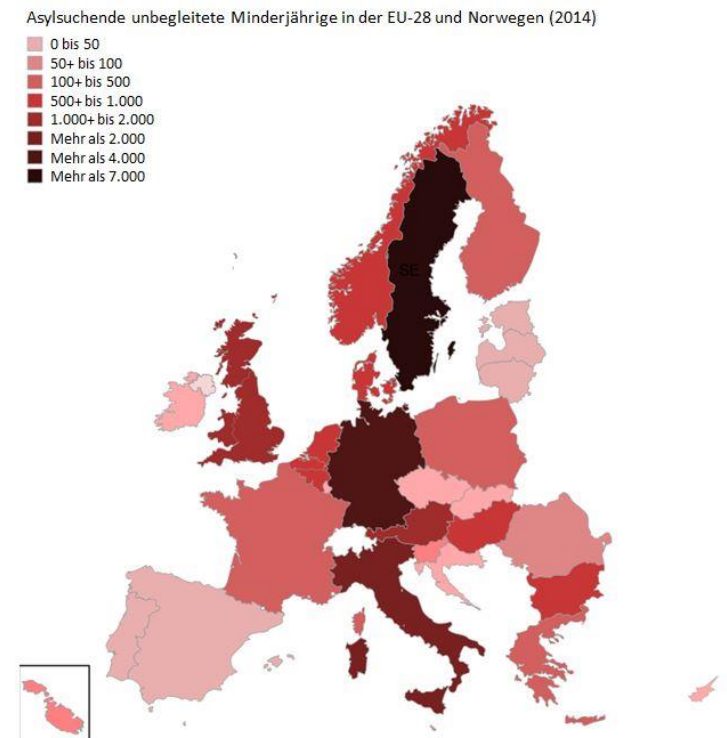 Asylsuchende unbegleitete Minderjährige in der EU-28 und Norwegen (2014)
0 bis 50
50+ bis 100
100+ bis 500
500+ bis 1.000
1.000+ bis 2.000
Mehr als 2.000
Mehr als 4.000
Mehr als 7.000
SE